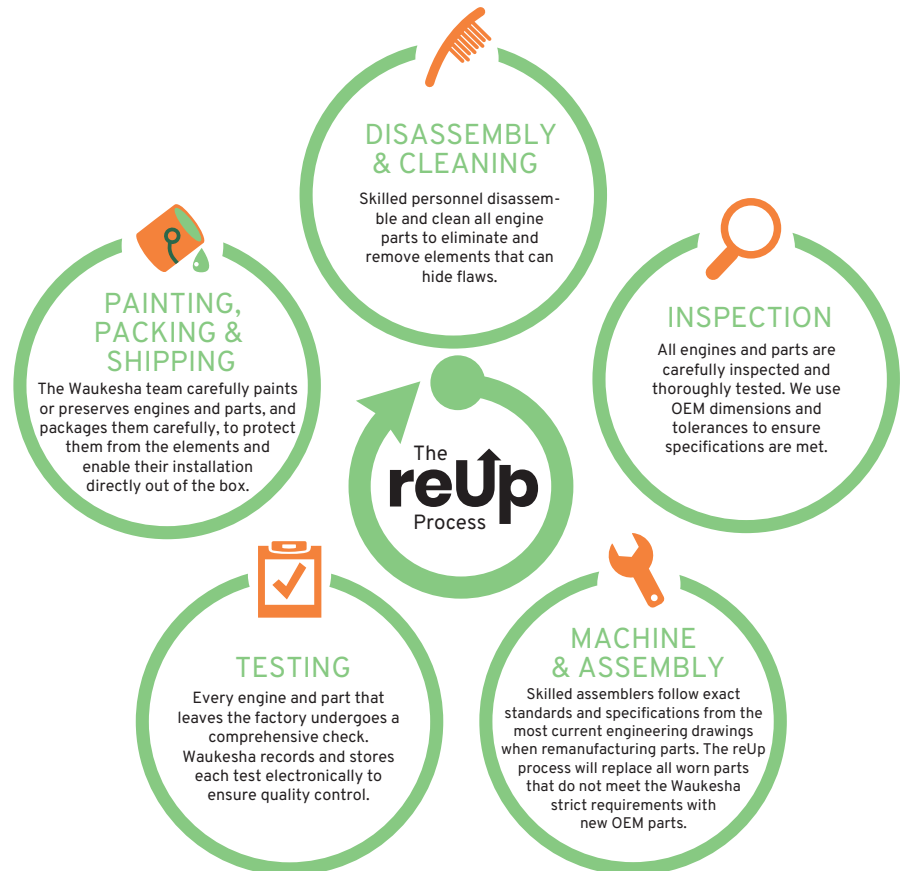 DISASSEMBLY
& CLEANING
Skilled personnel disassem-
ble and clean all engine
parts to eliminate and
remove elements that can
hide flaws.
INSPECTION
All engines and parts are
carefully inspected and
thoroughly tested. We use
OEM dimensions and
tolerances to ensure
specifications are met.
MACHINE
& ASSEMBLY
Skilled assemblers follow exact
standards and specifications from the
most current engineering drawings
when remanufacturing parts. The reUp
process will replace all worn parts
that do not meet the Waukesha
strict requirements with
new OEM parts.
TESTING
Every engine and part that
leaves the factory undergoes a
comprehensive check.
Waukesha records and stores
each test electronically to
ensure quality control.
PAINTING,
PACKING &
SHIPPING
The Waukesha team carefully paints
or preserves engines and parts, and
packages them carefully, to protect
them from the elements and
enable their installation
directly out of the box.
The
reUp
Process